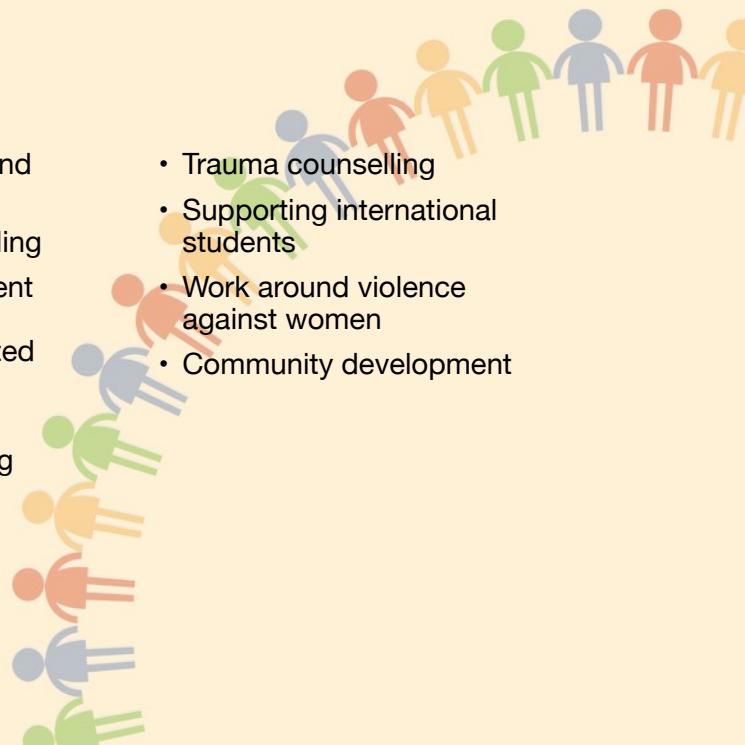 • Trauma counselling
• Supporting international
students
• Work around violence
against women
• Community development